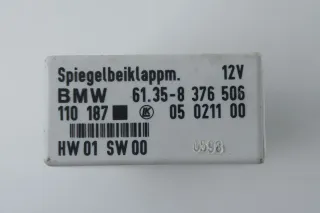 Spiegelbeiklappm. 12V
BMW 61.35-8 376 506
110 187 05 0211 00
HW 01 SW 00